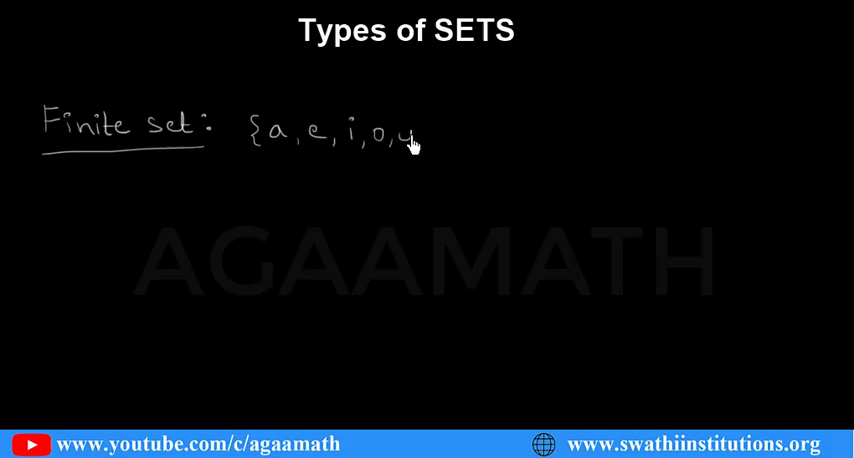 Types of SETS
Finite set: {a, e, i, o, u
AGAAMATH
www.youtube.com/c/agaamath
www.swathiinstitutions.org